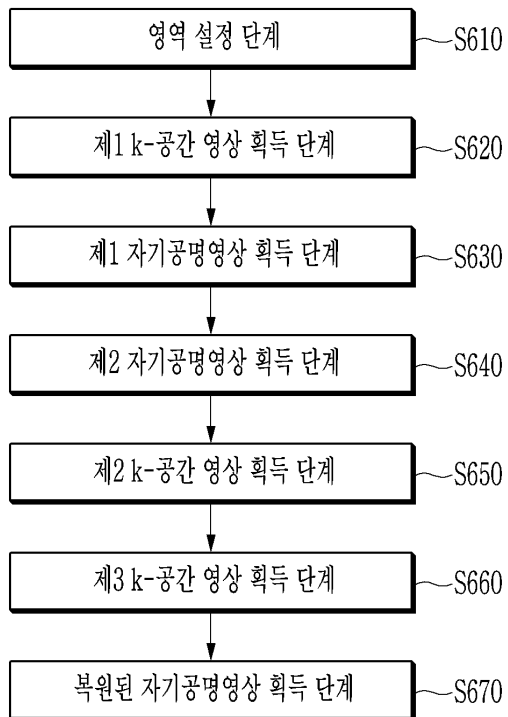 영역 설정 단계 S610
제1 k-공간 영상 획득 단계 S620
제1 자기공명영상 획득 단계 S630
제2 자기공명영상 획득 단계 S640
제2 k-공간 영상 획득 단계 S650
제3 k-공간 영상 획득 단계 S660
복원된 자기공명영상 획득 단계 S670